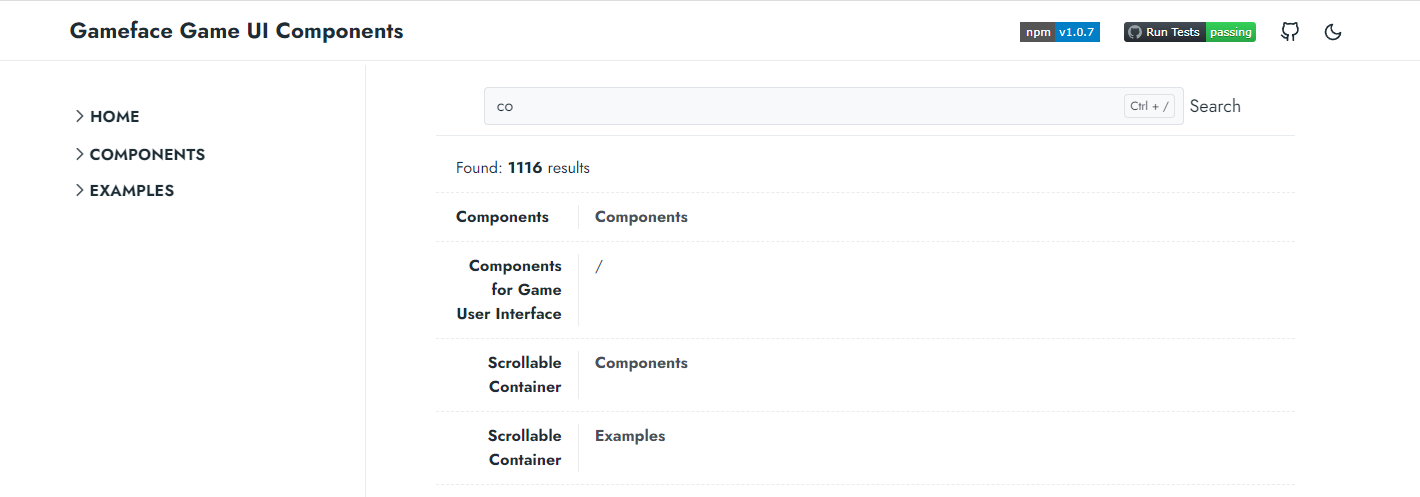 Gameface Game UI Components
npm v1.0.7
Run Tests passing
HOME
COMPONENTS
EXAMPLES
co
Ctrl + /
Search
Found: 1116 results
Components
Components
Components
for Game
User Interface
/
Scrollable
Container
Components
Scrollable
Container
Examples